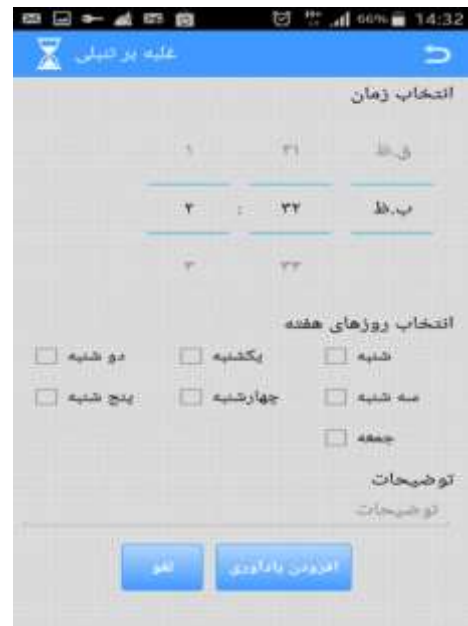 66% 14:32
غلبه بر تنبلی
انتخاب زمان
۱ ۳۱ ق.ظ
۲ : ۳۲ ب.ظ
۳ ۳۳
انتخاب روزهای هفته
شنبه یکشنبه دو شنبه
سه شنبه چهارشنبه پنج شنبه
جمعه
توضیحات
توضیحات
افزودن یادآوری لغو